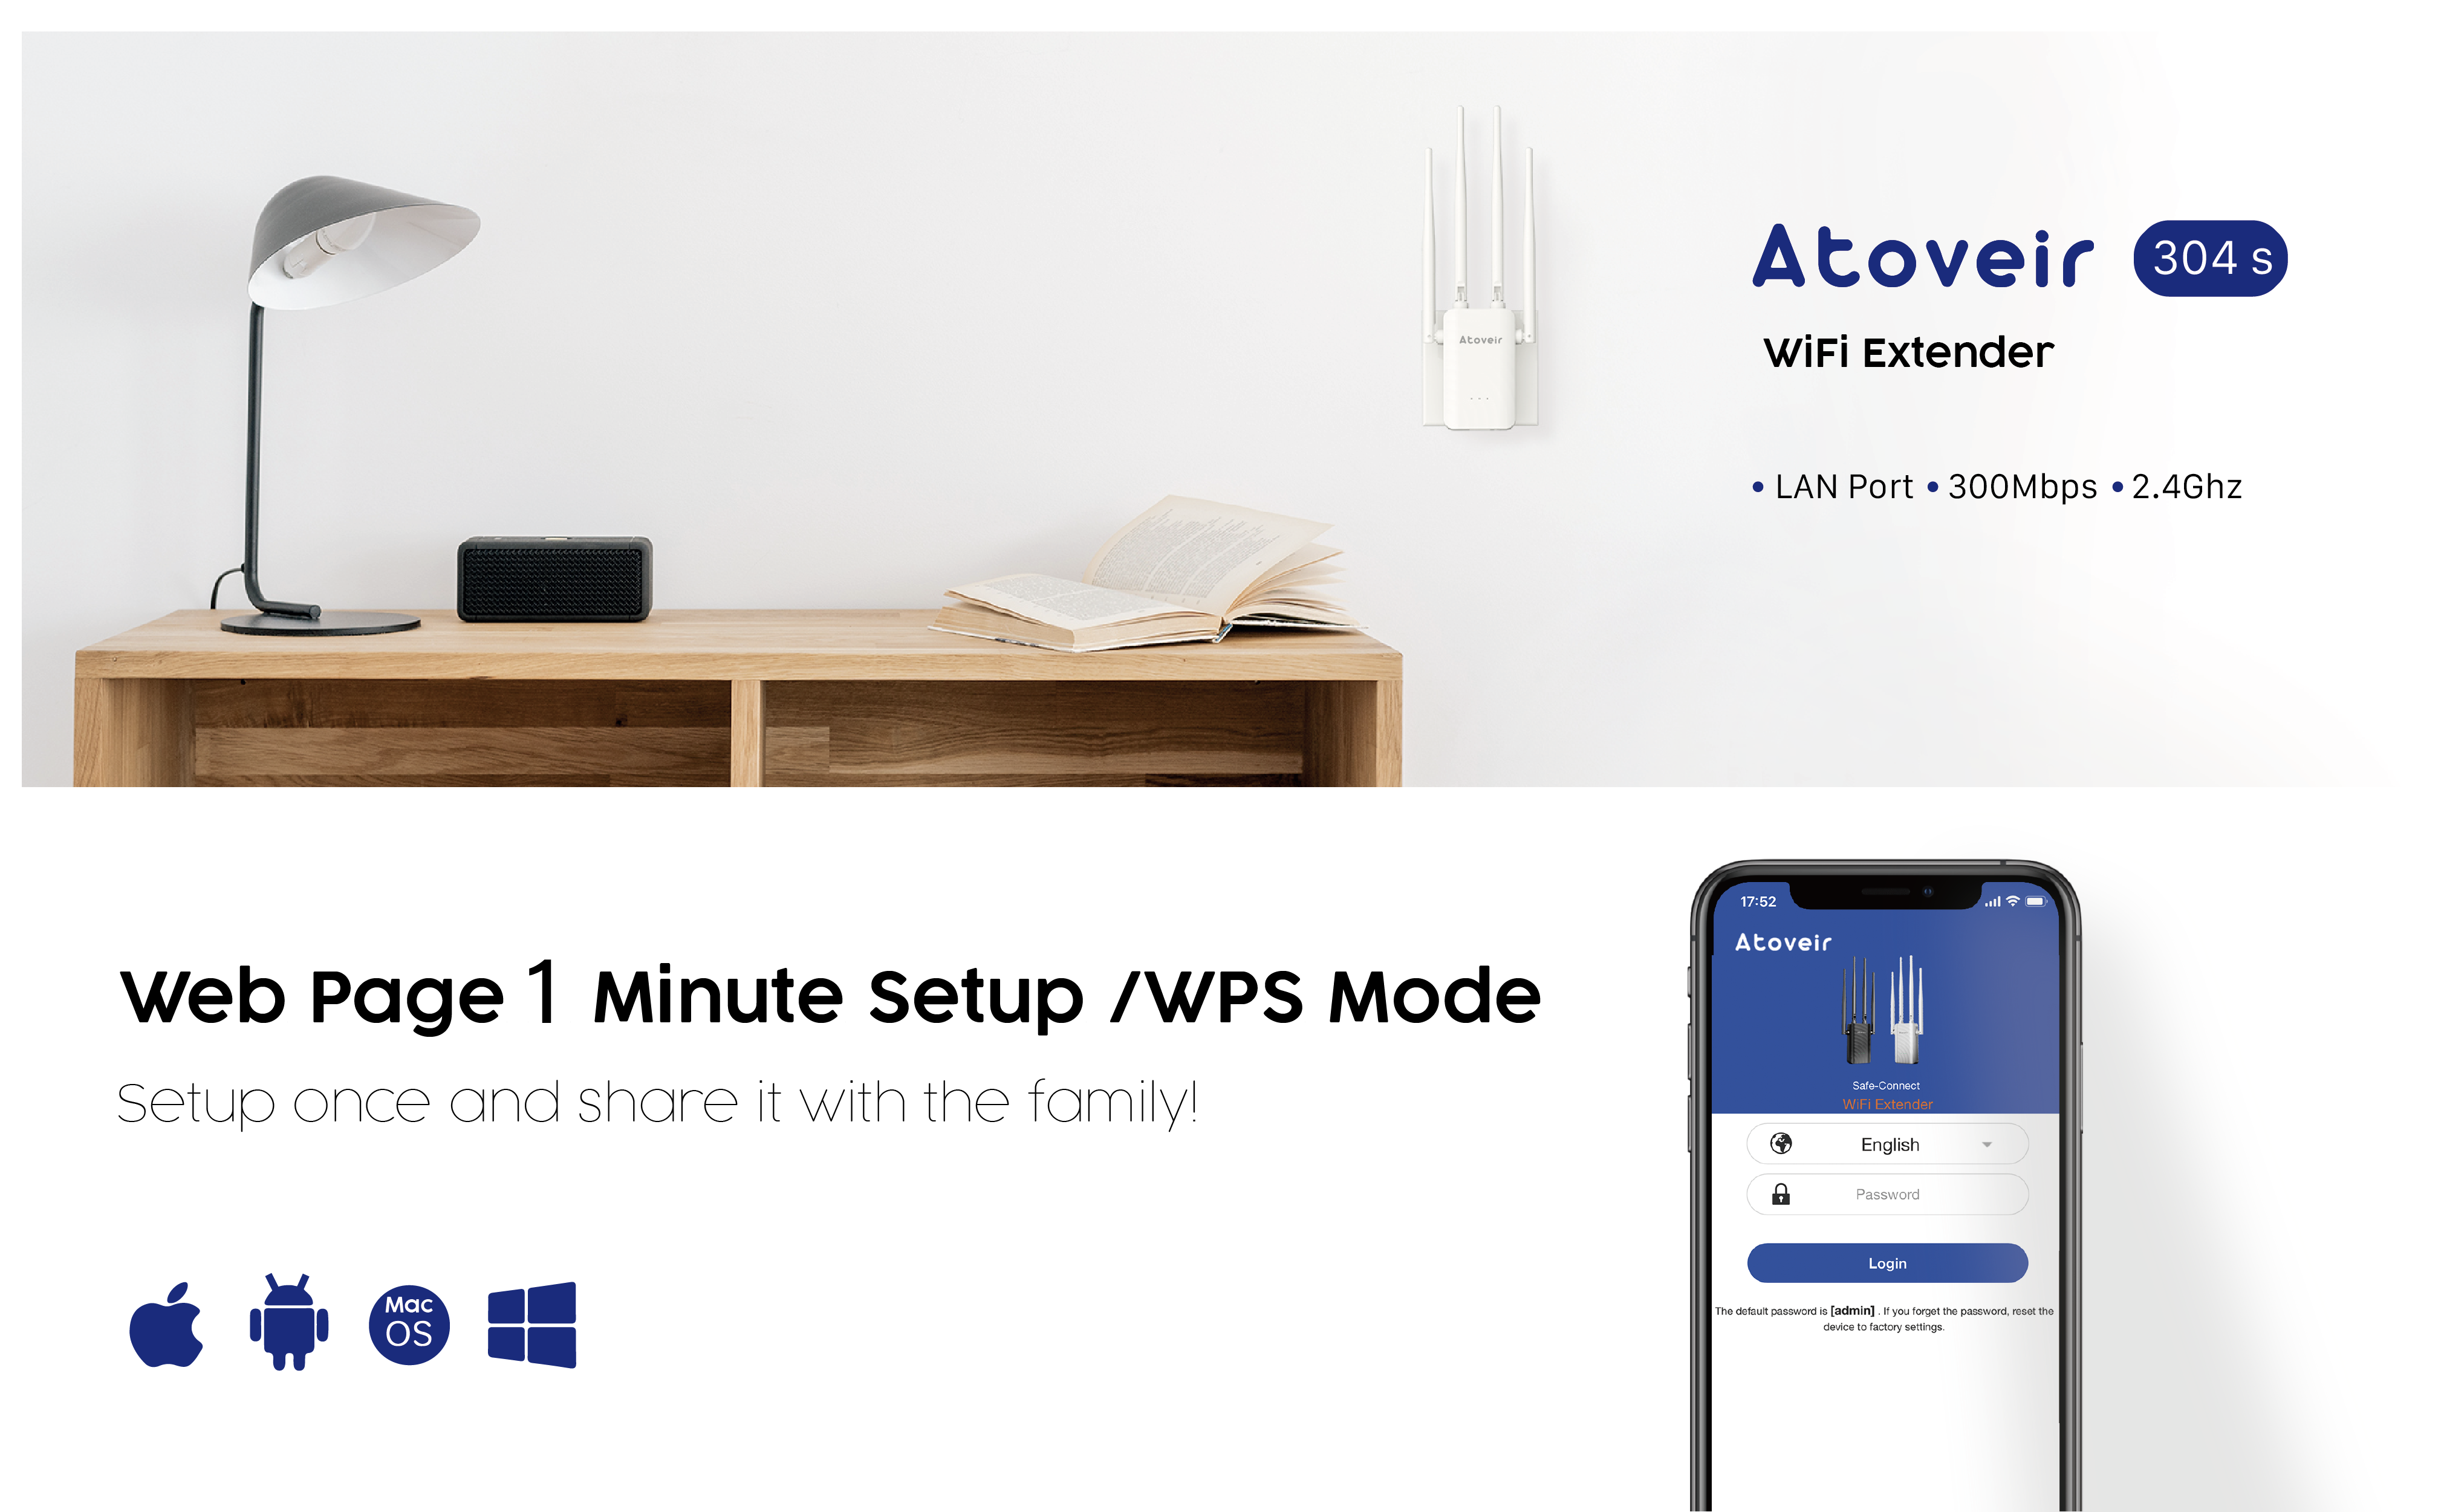 Atoveir 304 s
WiFi Extender
Atoveir
• LAN Port • 300Mbps • 2.4Ghz
Web Page 1 Minute Setup /WPS Mode
Setup once and share it with the family!
Mac
OS
17:52
Atoveir
Safe-Connect
WiFi Extender
English
Password
Login
The default password is [admin] . If you forget the password, reset the
device to factory settings.